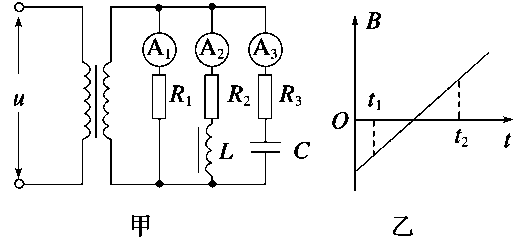 A₁ A₂ A₃
u R₁ R₂ R₃
L C
甲
B
O t₁ t₂ t
乙